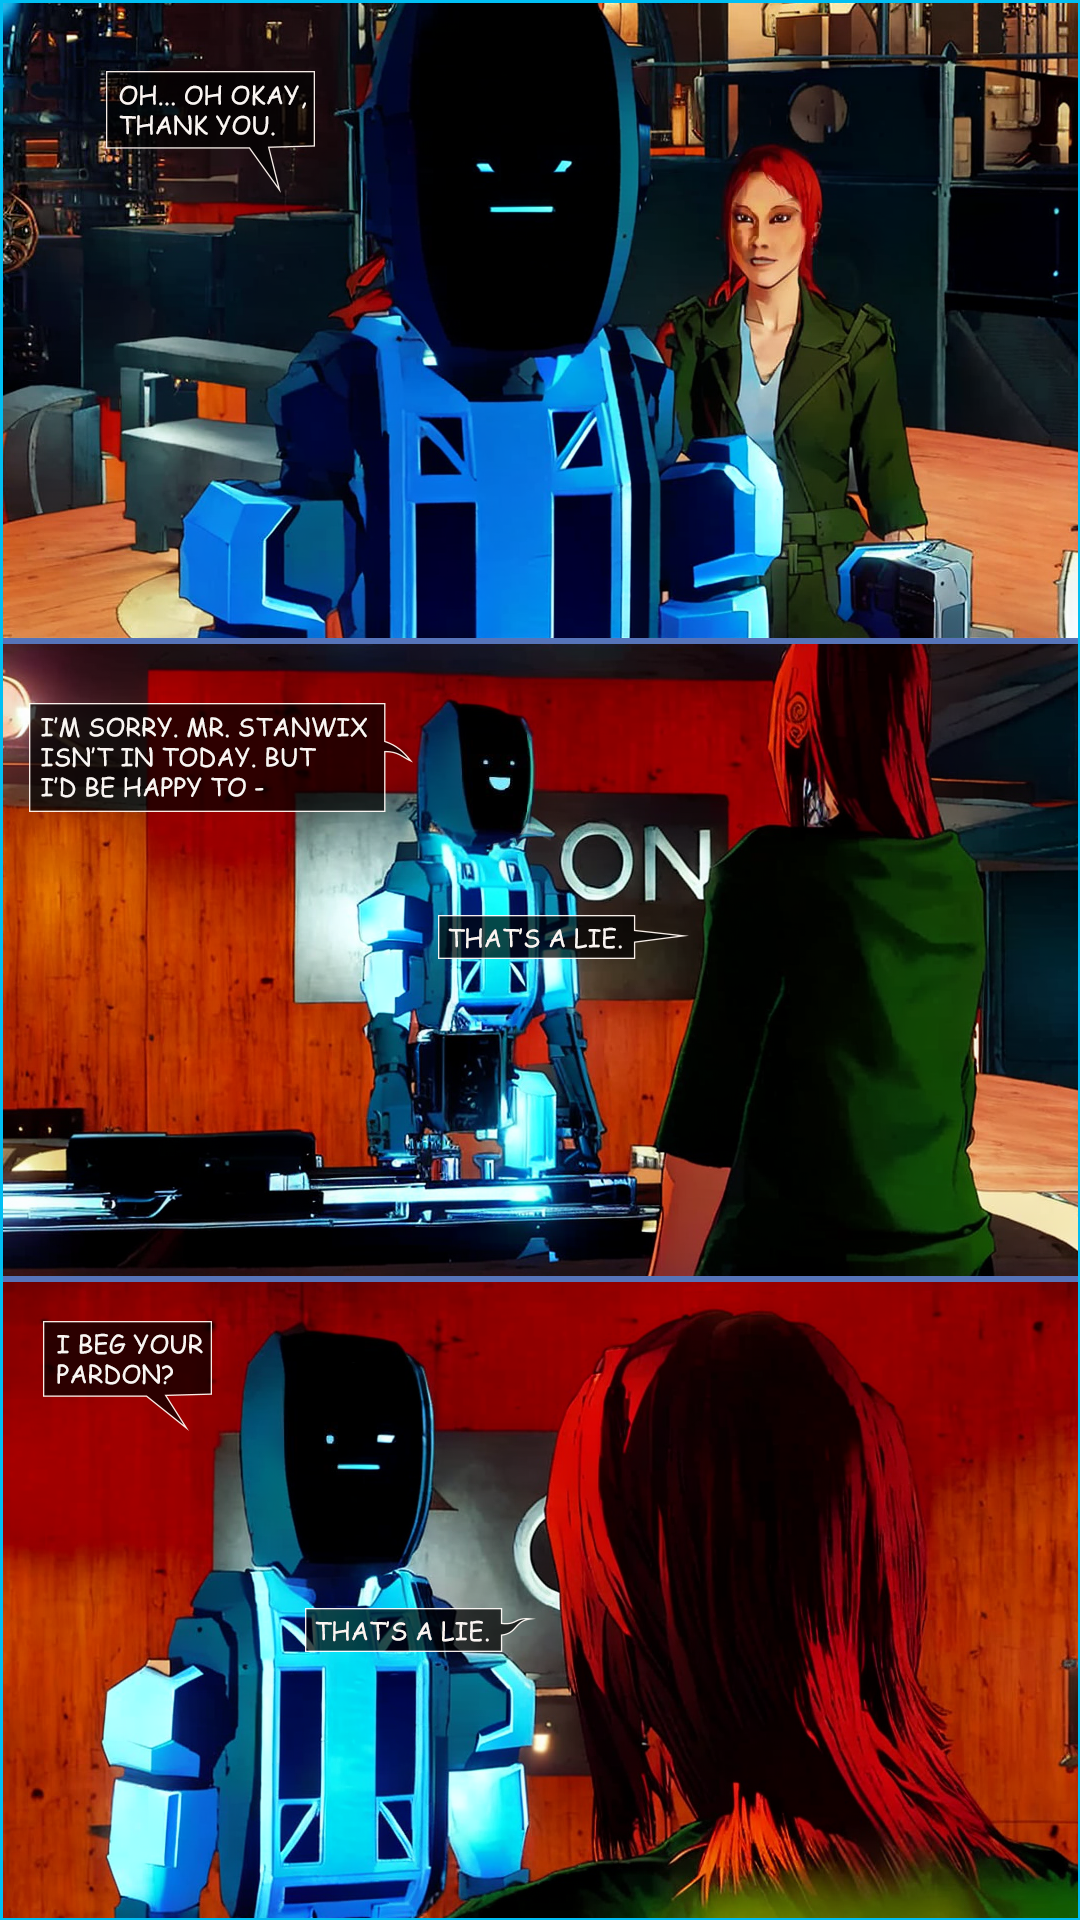 OH... OH OKAY,
THANK YOU.
I'M SORRY. MR. STANWIX
ISN'T IN TODAY. BUT
I'D BE HAPPY TO -
ON
THAT'S A LIE.
I BEG YOUR
PARDON?
THAT'S A LIE.